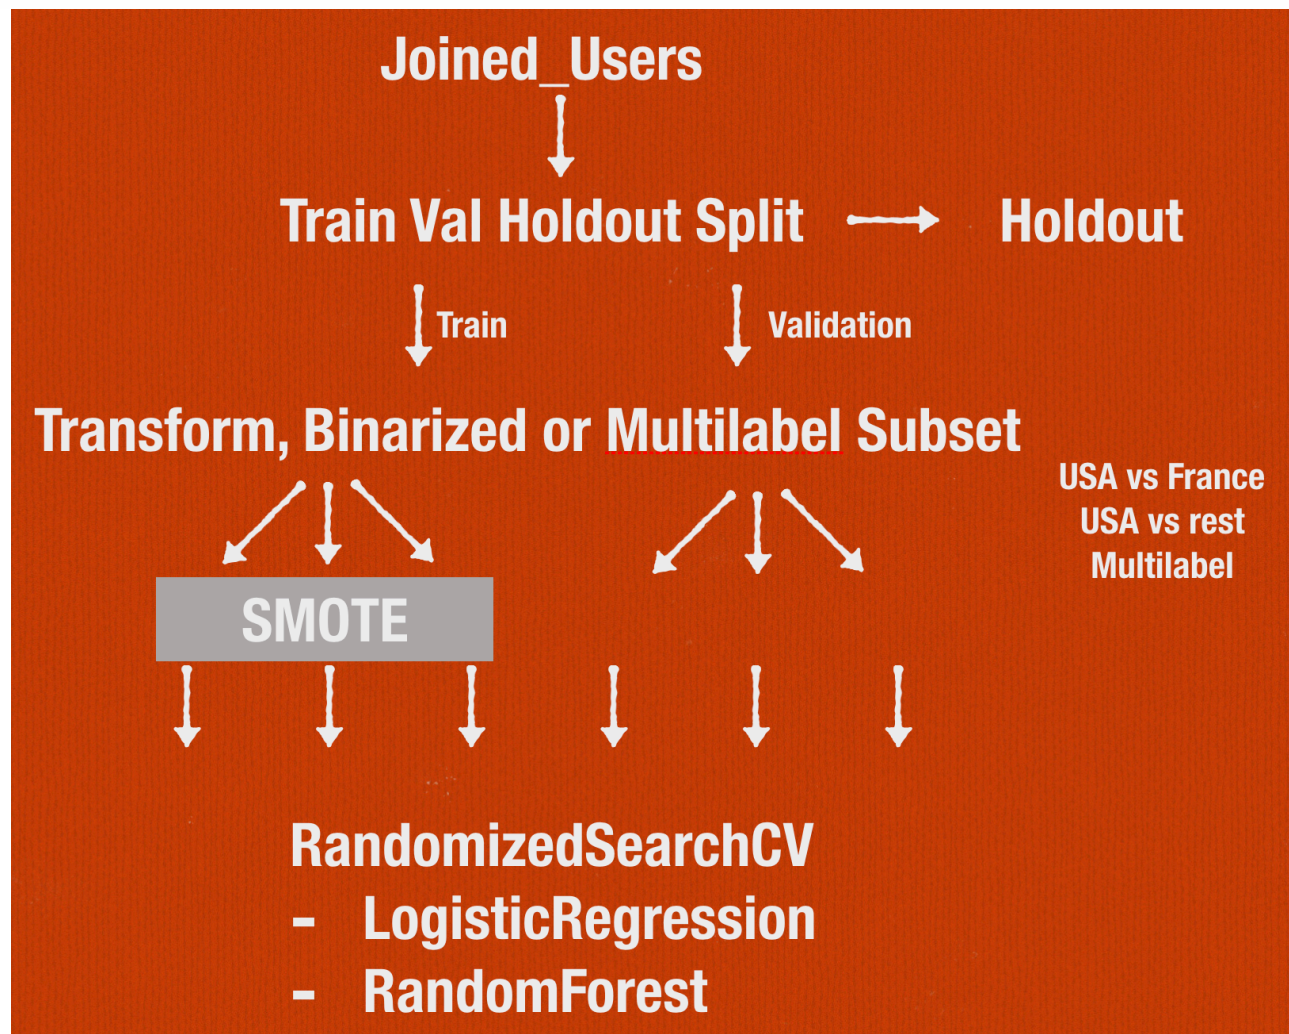 Joined_Users
Train Val Holdout Split
Holdout
Train
Validation
Transform, Binarized or Multilabel Subset
USA vs France
USA vs rest
Multilabel
SMOTE
RandomizedSearchCV
- LogisticRegression
- RandomForest